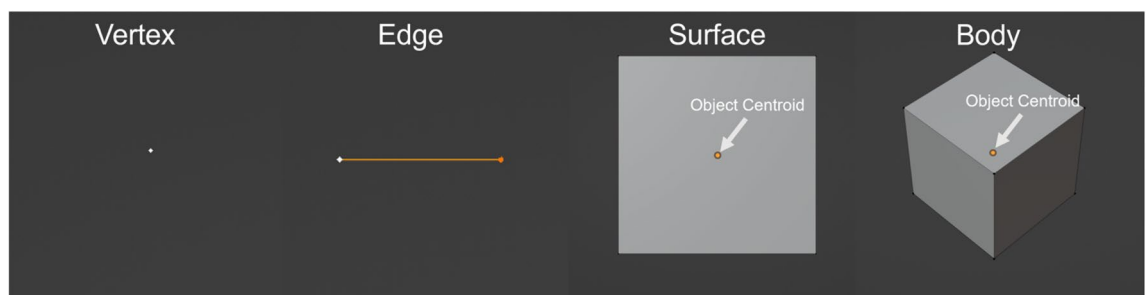 Vertex
Edge
Surface
Body
Object Centroid
Object Centroid